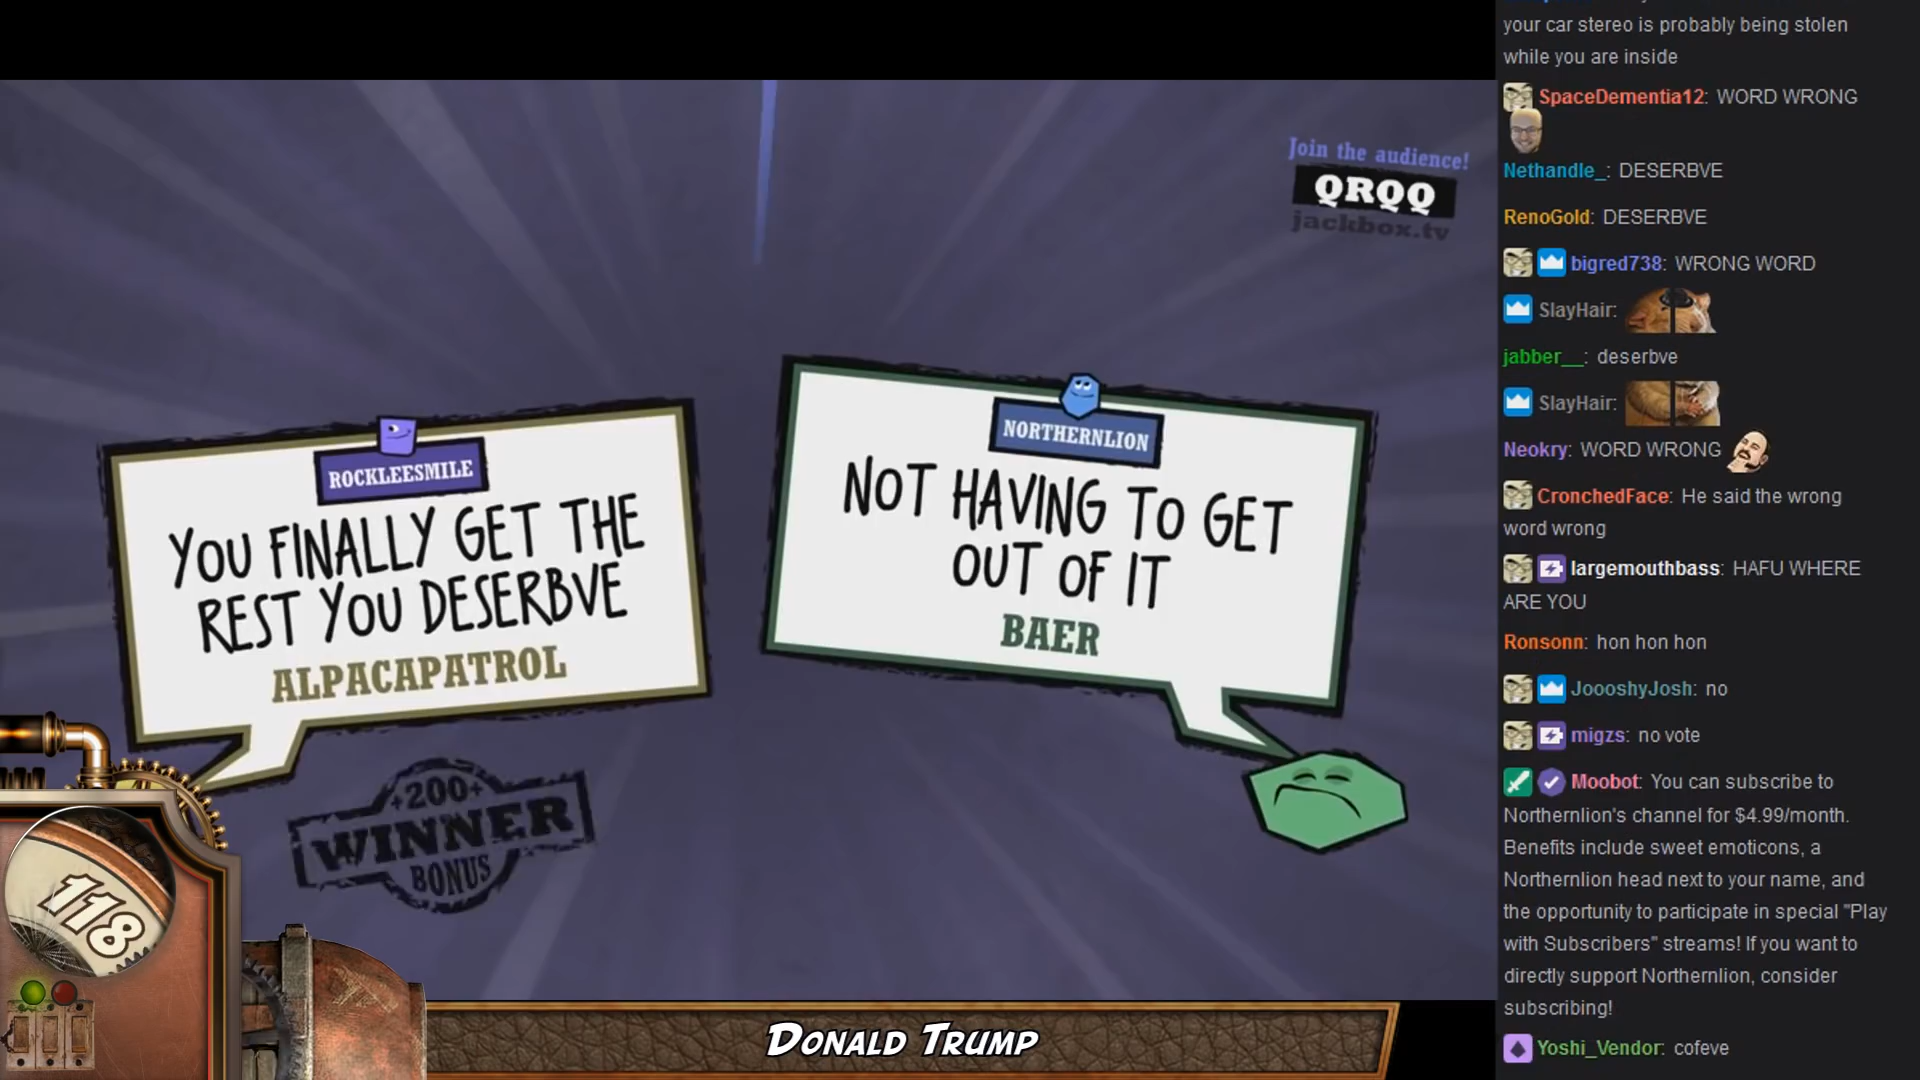 Join the audience!
QRQQ
jackbox.tv
ROCKLEESMILE
YOU FINALLY GET THE
REST YOU DESERBVE
ALPACAPATROL
NORTHERNLION
NOT HAVING TO GET
OUT OF IT
BAER
+200+
WINNER
BONUS
118
DONALD TRUMP
your car stereo is probably being stolen
while you are inside
SpaceDementia12: WORD WRONG
Nethandle_: DESERBVE
RenoGold: DESERBVE
bigred738: WRONG WORD
SlayHair:
jabber__: deserbve
SlayHair:
Neokry: WORD WRONG
CronchedFace: He said the wrong
word wrong
largemouthbass: HAFU WHERE
ARE YOU
Ronsonn: hon hon hon
JoooshyJosh: no
migzs: no vote
Moobot: You can subscribe to
Northernlion's channel for $4.99/month.
Benefits include sweet emoticons, a
Northernlion head next to your name, and
the opportunity to participate in special "Play
with Subscribers" streams! If you want to
directly support Northernlion, consider
subscribing!
Yoshi_Vendor: cofeve